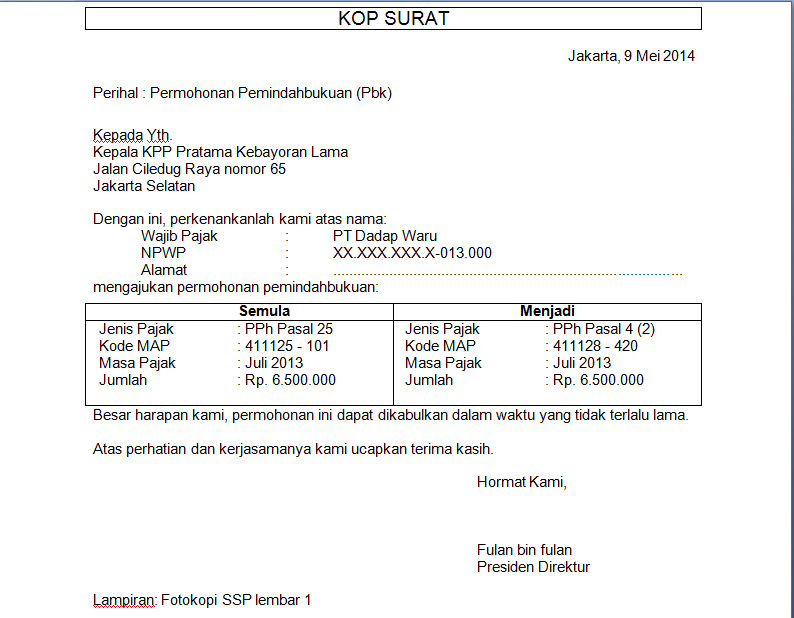 KOP SURAT
Jakarta, 9 Mei 2014
Perihal : Permohonan Pemindahbukuan (Pbk)
Kepada Yth.
Kepala KPP Pratama Kebayoran Lama
Jalan Ciledug Raya nomor 65
Jakarta Selatan
Dengan ini, perkenankanlah kami atas nama:
Wajib Pajak : PT Dadap Waru
NPWP : XX.XXX.XXX.X-013.000
Alamat : ....................................................................................
mengajukan permohonan pemindahbukuan:
Semula Menjadi
Jenis Pajak : PPh Pasal 25 Jenis Pajak : PPh Pasal 4 (2)
Kode MAP : 411125 - 101 Kode MAP : 411128 - 420
Masa Pajak : Juli 2013 Masa Pajak : Juli 2013
Jumlah : Rp. 6.500.000 Jumlah : Rp. 6.500.000
Besar harapan kami, permohonan ini dapat dikabulkan dalam waktu yang tidak terlalu lama.
Atas perhatian dan kerjasamanya kami ucapkan terima kasih.
Hormat Kami,
Fulan bin fulan
Presiden Direktur
Lampiran: Fotokopi SSP lembar 1